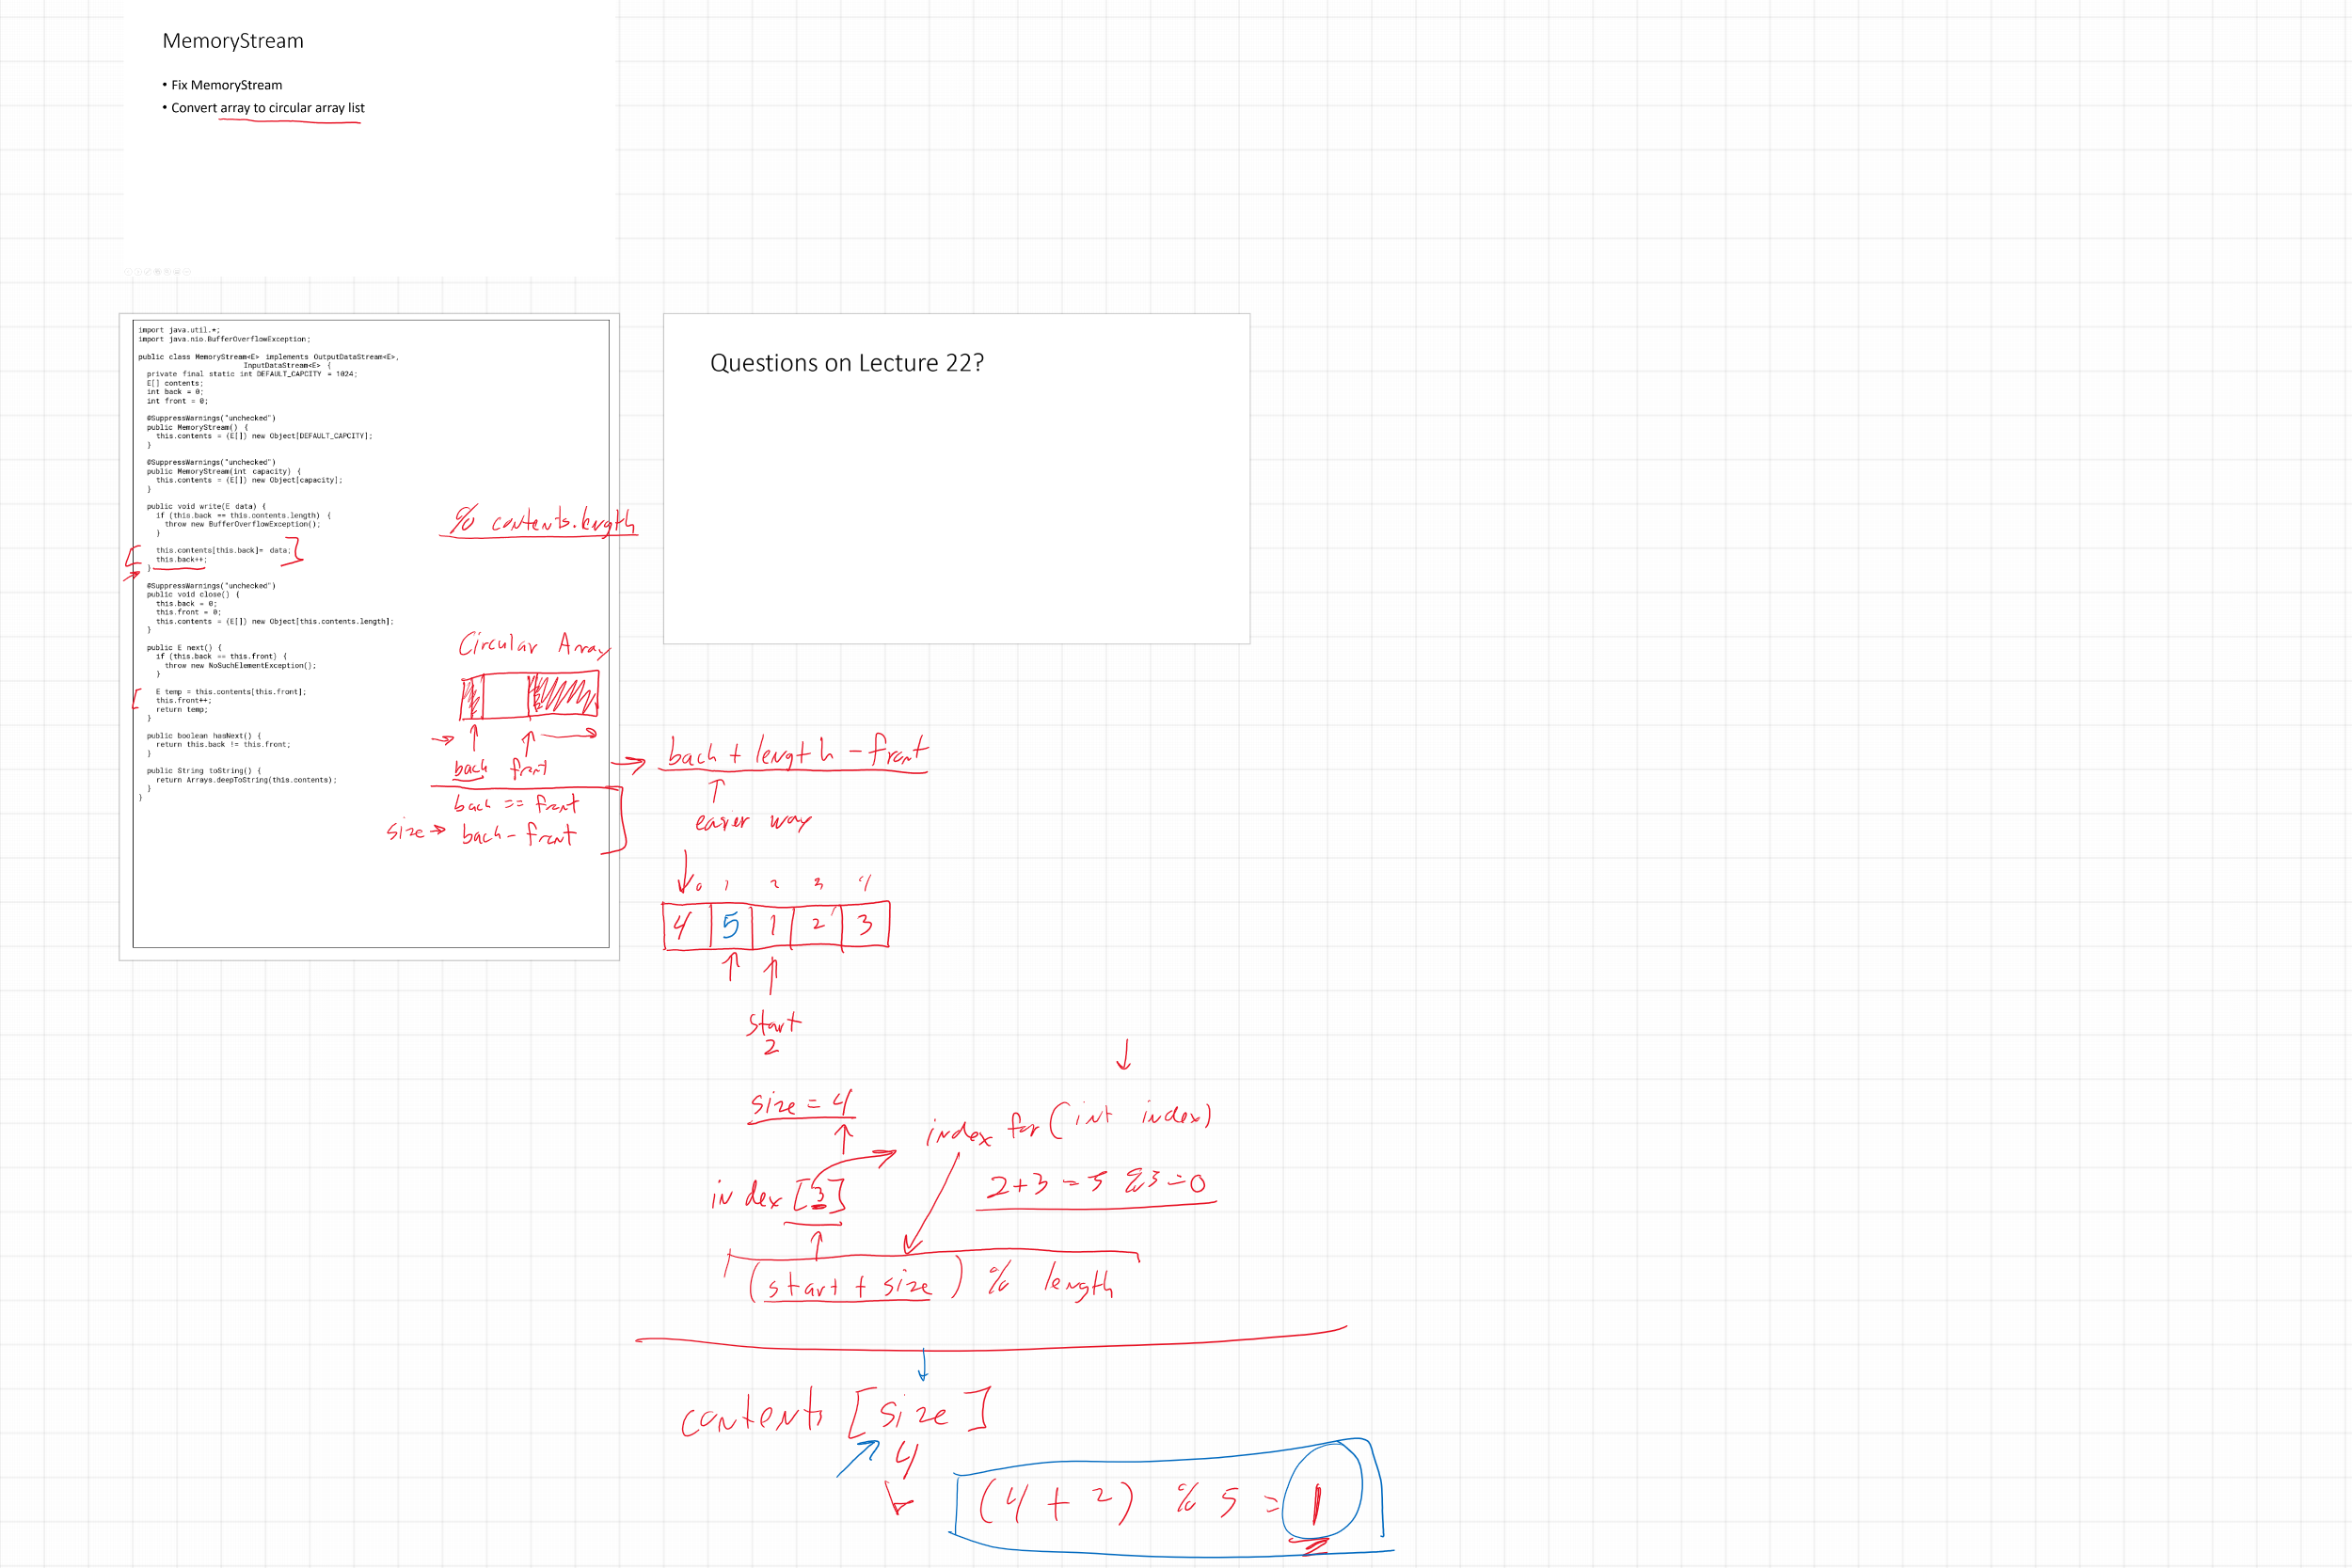 MemoryStream
• Fix MemoryStream
• Convert array to circular array list
import java.util.*;
import java.nio.BufferOverflowException;
public class MemoryStream<E> implements OutputDataStream<E>,
InputDataStream<E> {
private final static int DEFAULT_CAPCITY = 1024;
E[] contents;
int back = 0;
int front = 0;
@SuppressWarnings("unchecked")
public MemoryStream() {
this.contents = (E[]) new Object[DEFAULT_CAPCITY];
}
@SuppressWarnings("unchecked")
public MemoryStream(int capacity) {
this.contents = (E[]) new Object[capacity];
}
public void write(E data) {
if (this.back == this.contents.length) {
throw new BufferOverflowException();
}
this.contents[this.back]= data;
this.back++;
}
@SuppressWarnings("unchecked")
public void close() {
this.back = 0;
this.front = 0;
this.contents = (E[]) new Object[this.contents.length];
}
public E next() {
if (this.back == this.front) {
throw new NoSuchElementException();
}
E temp = this.contents[this.front];
this.front++;
return temp;
}
public boolean hasNext() {
return this.back != this.front;
}
public String toString() {
return Arrays.deepToString(this.contents);
}
}
% contents.length
Circular Array
back front
back == front
size → back - front
Questions on Lecture 22?
back + length - front
easier way
0 1 2 3 4
4 5 1 2 3
start
2
size = 4
index for (int index)
index [3]
2+3 = 5 %5 = 0
(start + size) % length
contents [size]
4
(4 + 2) % 5 = 1